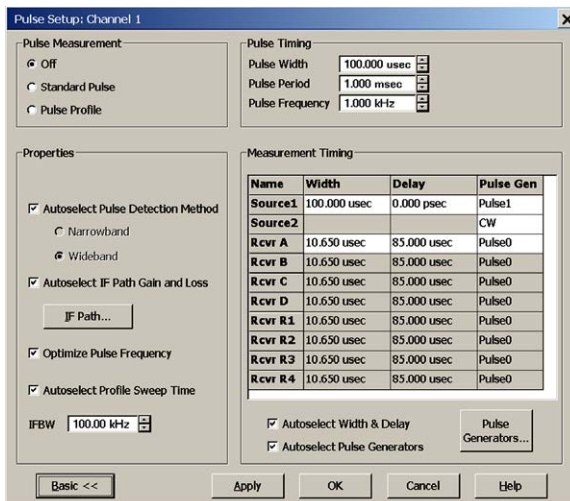 Pulse Setup: Channel 1
Pulse Measurement
Off
Standard Pulse
Pulse Profile
Pulse Timing
Pulse Width 100.000 usec
Pulse Period 1.000 msec
Pulse Frequency 1.000 kHz
Properties
Autoselect Pulse Detection Method
Narrowband
Wideband
Autoselect IF Path Gain and Loss
IF Path...
Optimize Pulse Frequency
Autoselect Profile Sweep Time
IFBW 100.00 kHz
Measurement Timing
Name Width Delay Pulse Gen
Source1 100.000 usec 0.000 psec Pulse1
Source2 CW
Rcvr A 10.650 usec 85.000 usec Pulse0
Rcvr B 10.650 usec 85.000 usec Pulse0
Rcvr C 10.650 usec 85.000 usec Pulse0
Rcvr D 10.650 usec 85.000 usec Pulse0
Rcvr R1 10.650 usec 85.000 usec Pulse0
Rcvr R2 10.650 usec 85.000 usec Pulse0
Rcvr R3 10.650 usec 85.000 usec Pulse0
Rcvr R4 10.650 usec 85.000 usec Pulse0
Autoselect Width & Delay
Autoselect Pulse Generators
Pulse
Generators...
Basic <<
Apply
OK
Cancel
Help